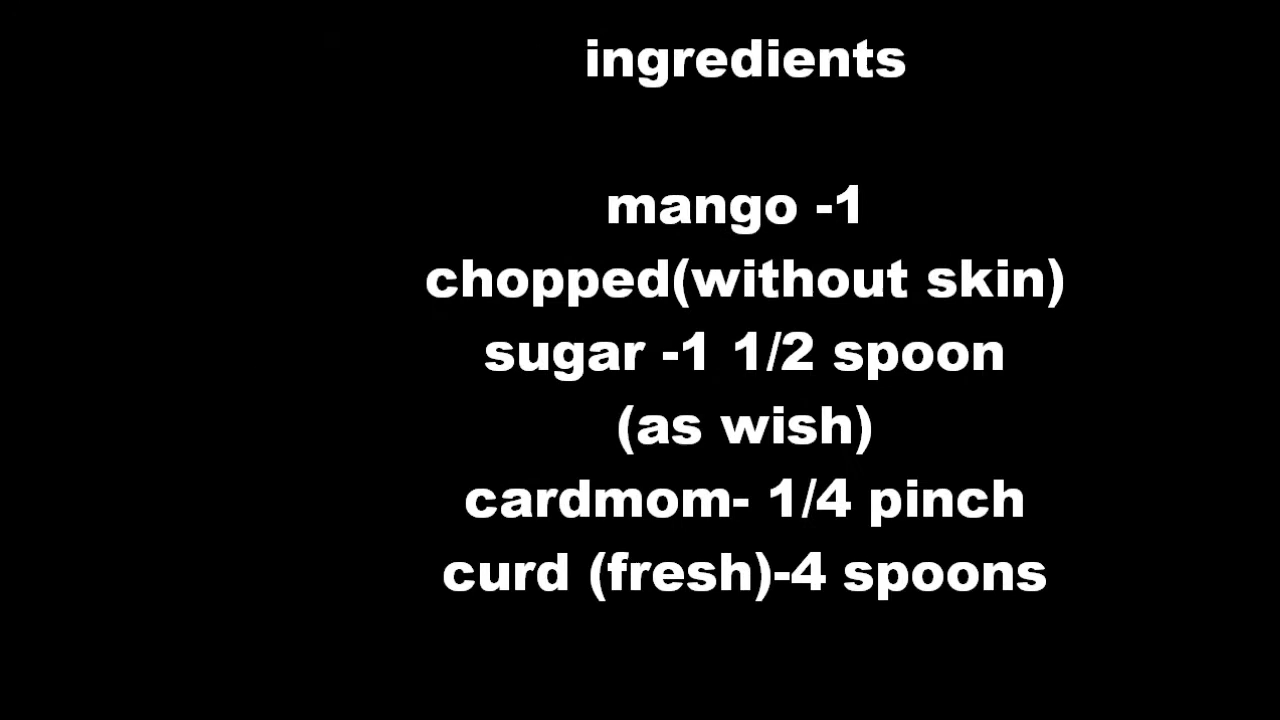 ingredients
mango -1
chopped(without skin)
sugar -1 1/2 spoon
(as wish)
cardmom- 1/4 pinch
curd (fresh)-4 spoons